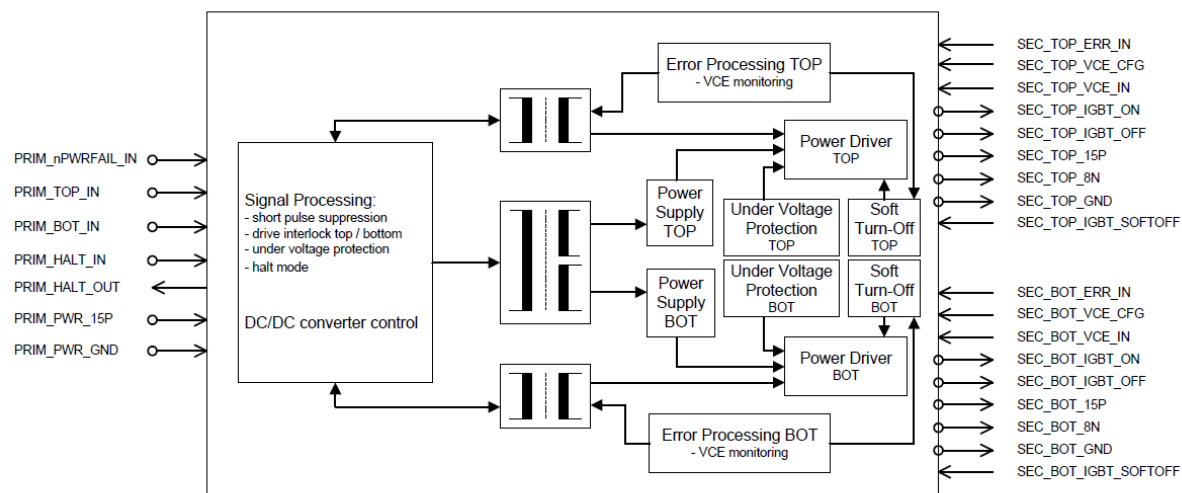 PRIM_nPWRFAIL_IN
PRIM_TOP_IN
PRIM_BOT_IN
PRIM_HALT_IN
PRIM_HALT_OUT
PRIM_PWR_15P
PRIM_PWR_GND
Signal Processing:
- short pulse suppression
- drive interlock top / bottom
- under voltage protection
- halt mode
DC/DC converter control
Error Processing TOP
- VCE monitoring
Power Driver
TOP
Power
Supply
TOP
Under Voltage
Protection
TOP
Soft
Turn-Off
TOP
Power
Supply
BOT
Under Voltage
Protection
BOT
Soft
Turn-Off
BOT
Power Driver
BOT
Error Processing BOT
- VCE monitoring
SEC_TOP_ERR_IN
SEC_TOP_VCE_CFG
SEC_TOP_VCE_IN
SEC_TOP_IGBT_ON
SEC_TOP_IGBT_OFF
SEC_TOP_15P
SEC_TOP_8N
SEC_TOP_GND
SEC_TOP_IGBT_SOFTOFF
SEC_BOT_ERR_IN
SEC_BOT_VCE_CFG
SEC_BOT_VCE_IN
SEC_BOT_IGBT_ON
SEC_BOT_IGBT_OFF
SEC_BOT_15P
SEC_BOT_8N
SEC_BOT_GND
SEC_BOT_IGBT_SOFTOFF